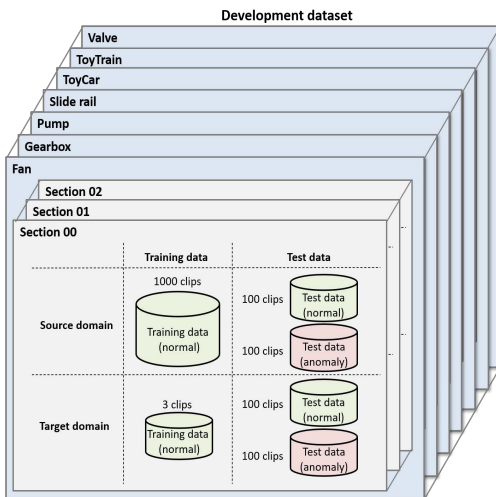 Development dataset
Valve
ToyTrain
ToyCar
Slide rail
Pump
Gearbox
Fan
Section 02
Section 01
Section 00
Training data
Test data
1000 clips
Source domain
Training data
(normal)
100 clips
Test data
(normal)
100 clips
Test data
(anomaly)
3 clips
Target domain
Training data
(normal)
100 clips
Test data
(normal)
100 clips
Test data
(anomaly)